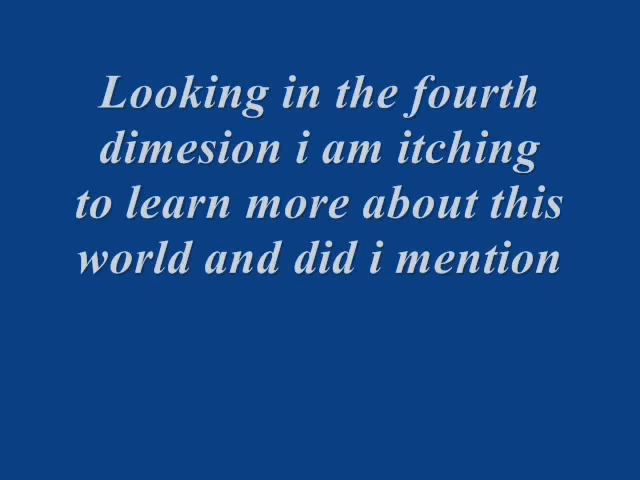 Looking in the fourth
dimesion i am itching
to learn more about this
world and did i mention